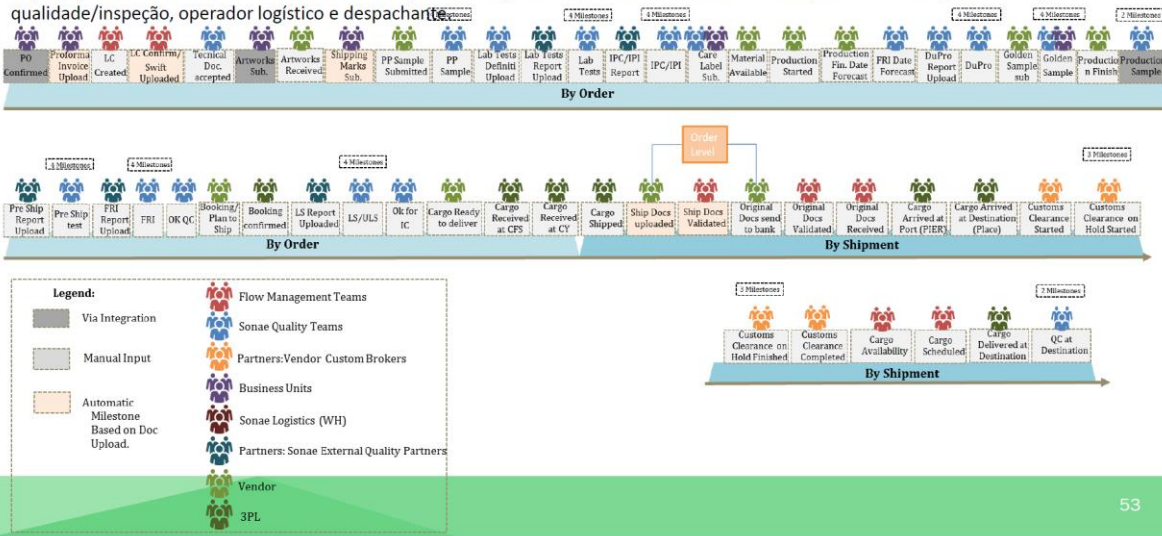 qualidade/inspeção, operador logístico e despachante.
Milestones
4 Milestones
4 Milestones
4 Milestones
4 Milestones
2 Milestones
PO
Confirmed
Proforma
Invoice
Upload
LC
Created
LC Confirm/
Swift
Uploaded
Tecnical
Doc.
accepted
Artworks
Sub.
Artworks
Received
Shipping
Marks
Sub.
PP Sample
Submitted
PP
Sample
Lab Tests
Definiti
Upload
Lab Tests
Report
Upload
Lab
Tests
IPC/IPI
Report
IPC/IPI
Care
Label
Sub.
Material
Available
Production
Started
Production
Fin. Date
Forecast
FRI Date
Forecast
DuPro
Report
Upload
DuPro
Golden
Sample
sub
Golden
Sample
Productio
n Finish
Production
Sample
By Order
4 Milestones
4 Milestones
4 Milestones
Order
Level
3 Milestones
Pre Ship
Report
Upload
Pre Ship
test
FRI
Report
Upload
FRI
OK QC
Booking/
Plan to
Ship
Booking
confirmed
LS Report
Uploaded
LS/ULS
Ok for
IC
Cargo Ready
to deliver
Cargo
Received
at CFS
Cargo
Received
at CY
Cargo
Shipped
Ship Docs
uploaded
Ship Docs
Validated
Original
Docs send
to bank
Original
Docs
Validated
Original
Docs
Received
Cargo
Arrived at
Port (PIER)
Cargo Arrived
at Destination
(Place)
Customs
Clearance
Started
Customs
Clearance on
Hold Started
By Order
By Shipment
Legend:
Via Integration
Manual Input
Automatic
Milestone
Based on Doc
Upload.
Flow Management Teams
Sonae Quality Teams
Partners:Vendor Custom Brokers
Business Units
Sonae Logistics (WH)
Partners: Sonae External Quality Partners
Vendor
3PL
3 Milestones
2 Milestones
Customs
Clearance on
Hold Finished
Customs
Clearance
Completed
Cargo
Availability
Cargo
Scheduled
Cargo
Delivered at
Destination
QC at
Destination
By Shipment
53